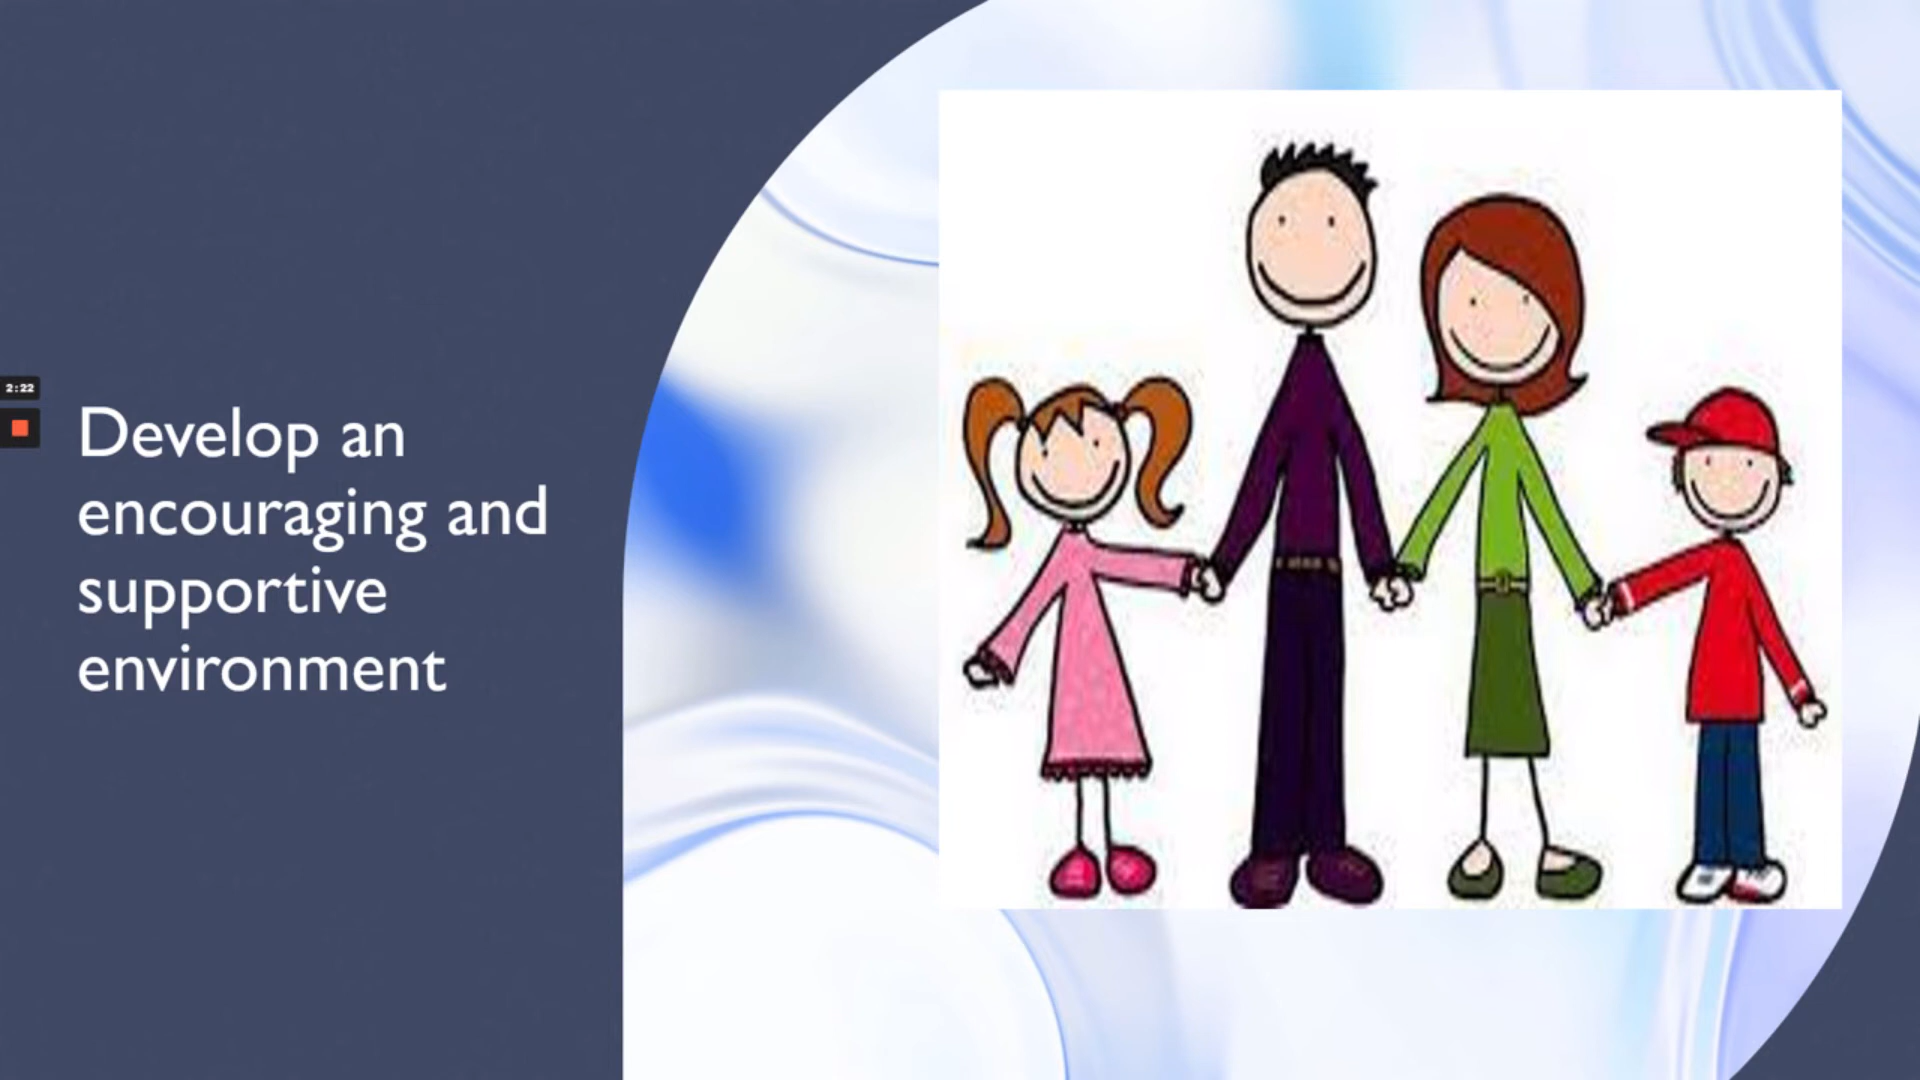 2:22
Develop an
encouraging and
supportive
environment